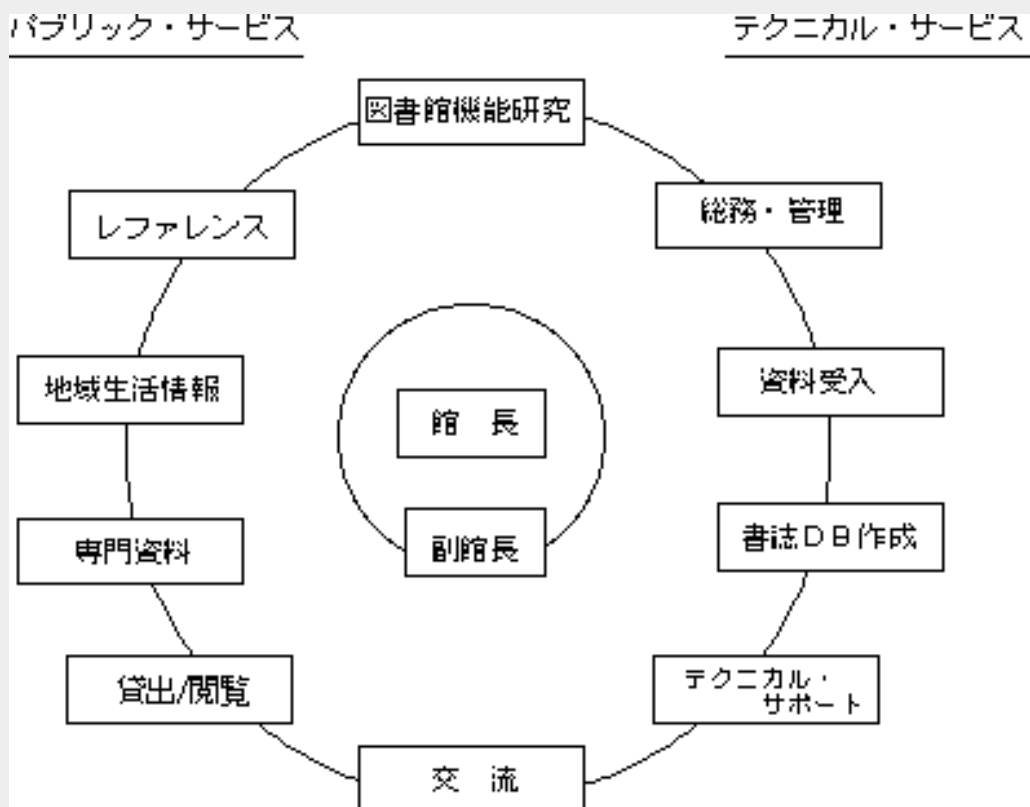 パブリック・サービス
テクニカル・サービス
図書館機能研究
レファレンス
総務・管理
地域生活情報
資料受入
館 長
専門資料
副館長
書誌DB作成
貸出/閲覧
テクニカル・
サポート
交 流